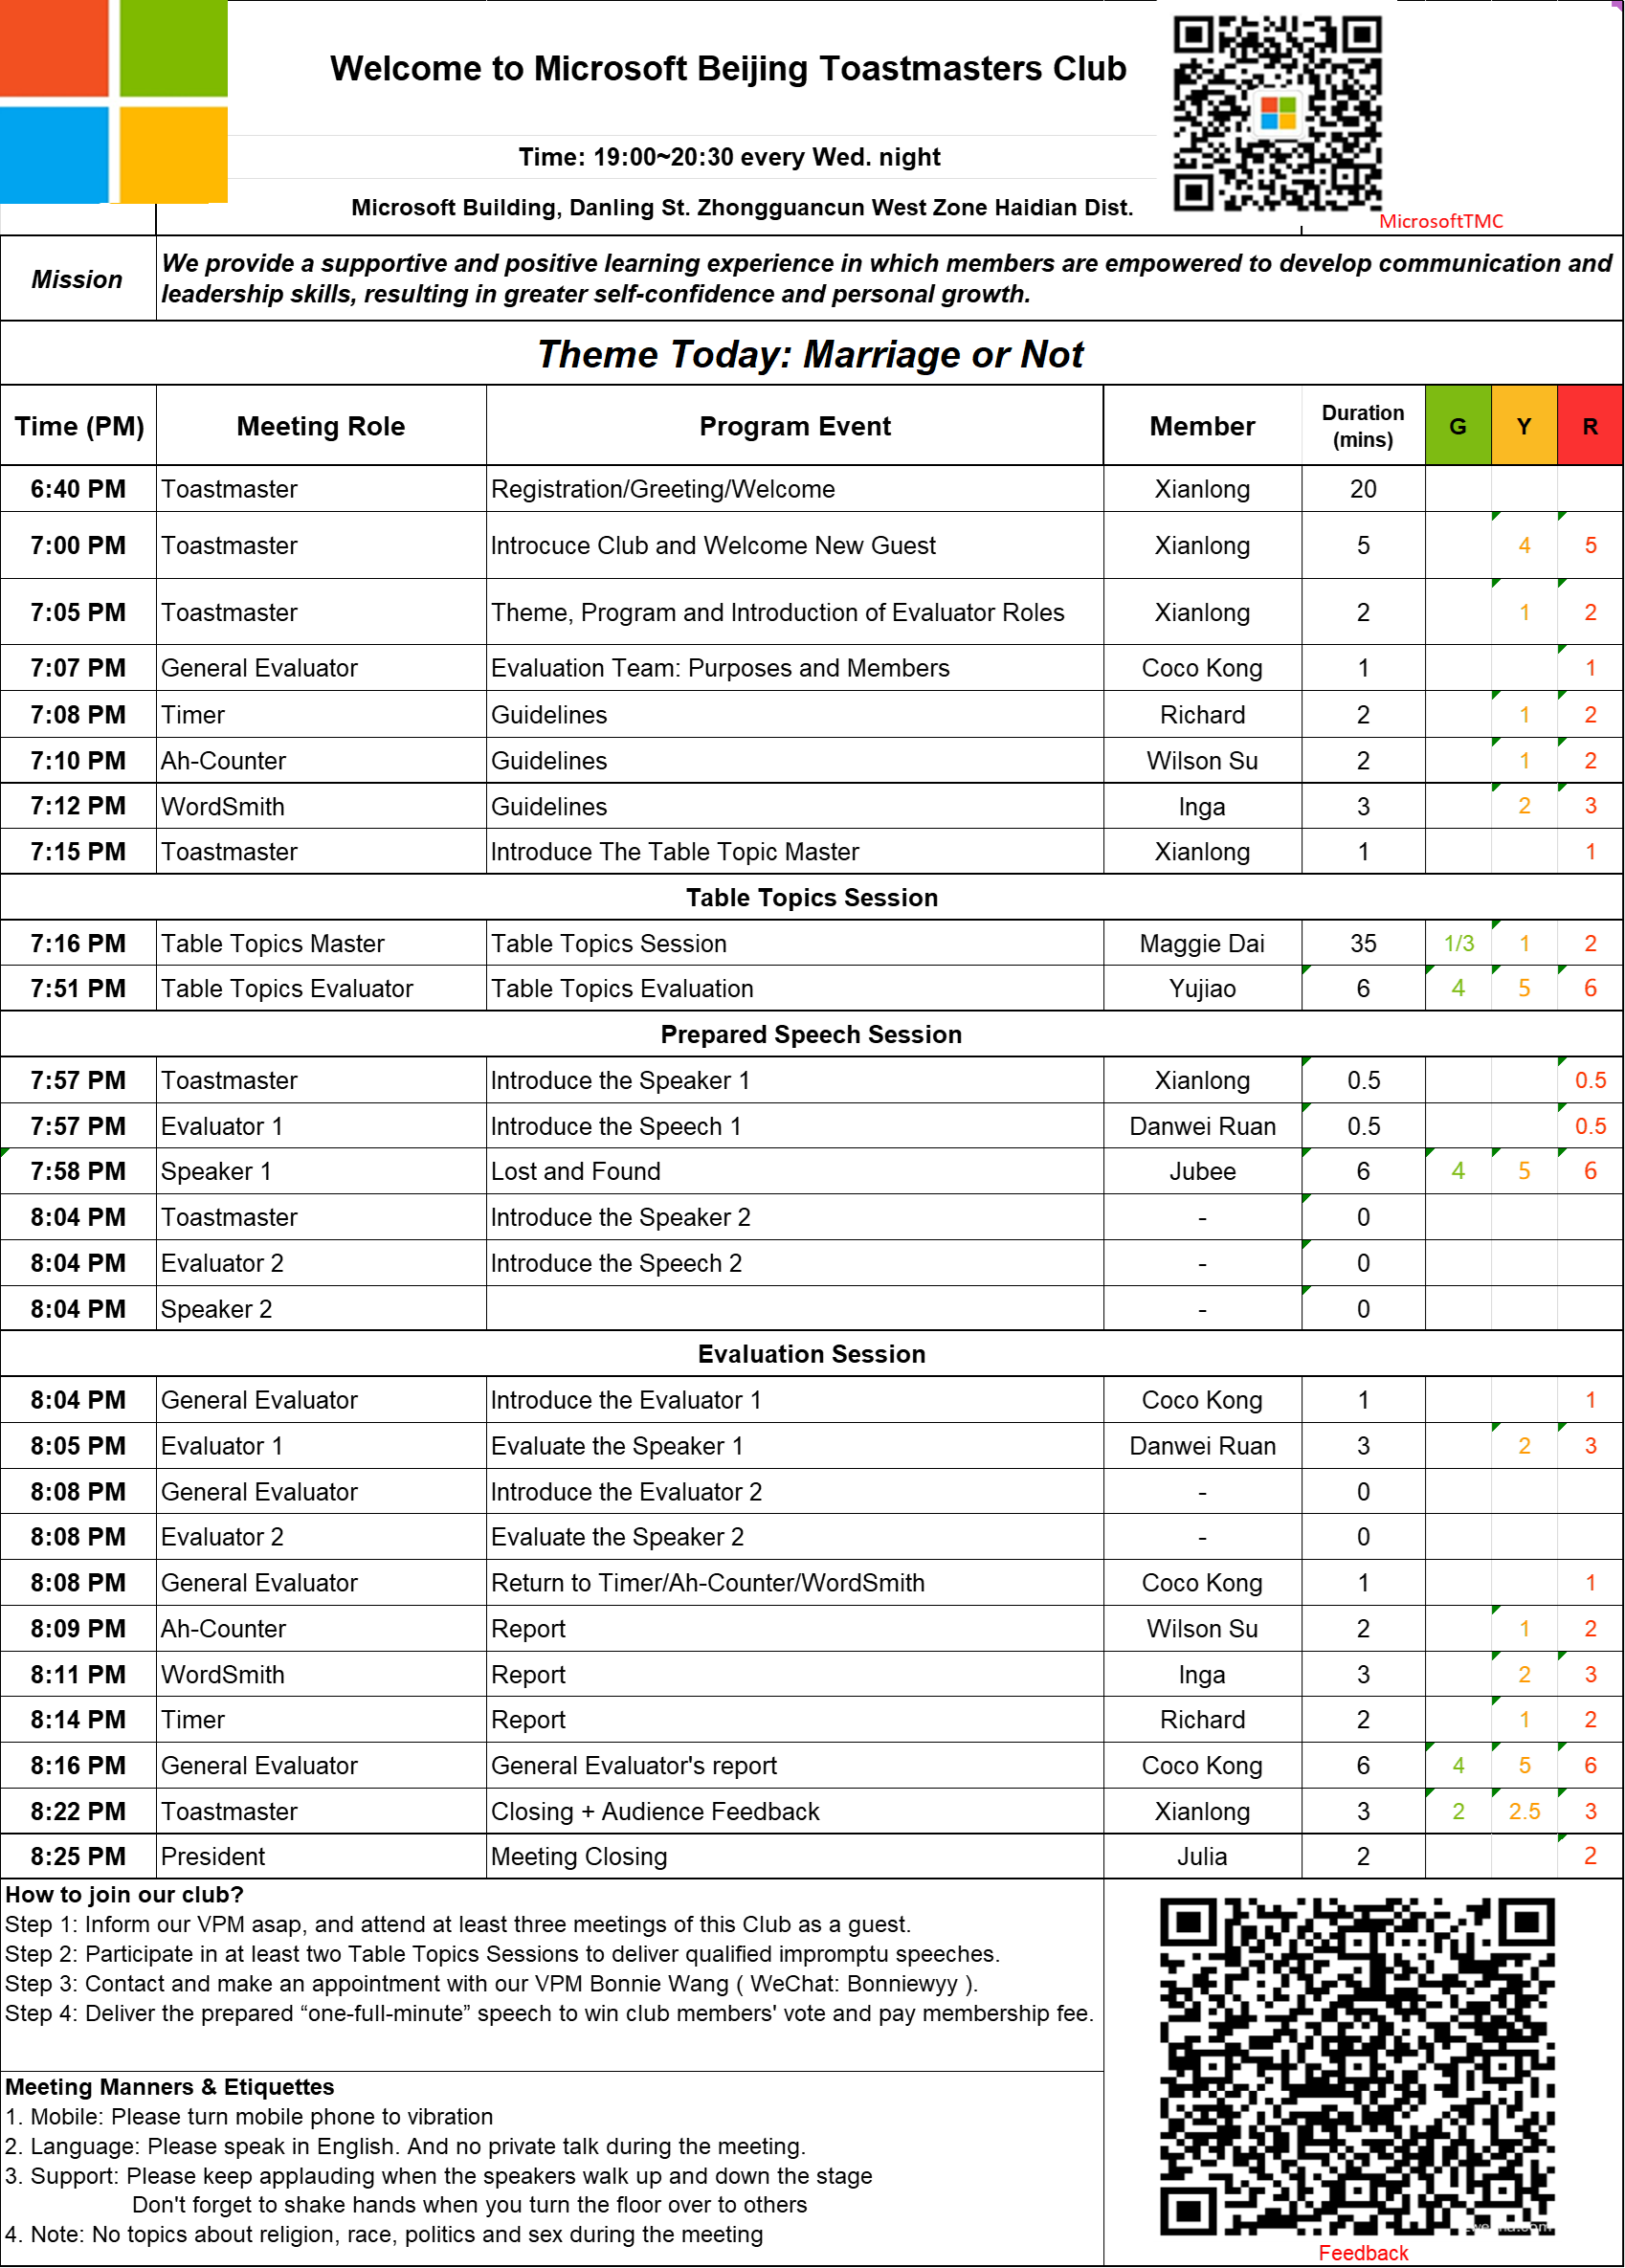 Welcome to Microsoft Beijing Toastmasters Club
Time: 19:00~20:30 every Wed. night
Microsoft Building, Danling St. Zhongguancun West Zone Haidian Dist.
MicrosoftTMC
Mission
We provide a supportive and positive learning experience in which members are empowered to develop communication and
leadership skills, resulting in greater self-confidence and personal growth.
Theme Today: Marriage or Not
Time (PM) Meeting Role Program Event Member Duration (mins) G Y R
6:40 PM Toastmaster Registration/Greeting/Welcome Xianlong 20
7:00 PM Toastmaster Introcuce Club and Welcome New Guest Xianlong 5 4 5
7:05 PM Toastmaster Theme, Program and Introduction of Evaluator Roles Xianlong 2 1 2
7:07 PM General Evaluator Evaluation Team: Purposes and Members Coco Kong 1 1
7:08 PM Timer Guidelines Richard 2 1 2
7:10 PM Ah-Counter Guidelines Wilson Su 2 1 2
7:12 PM WordSmith Guidelines Inga 3 2 3
7:15 PM Toastmaster Introduce The Table Topic Master Xianlong 1 1
Table Topics Session
7:16 PM Table Topics Master Table Topics Session Maggie Dai 35 1/3 1 2
7:51 PM Table Topics Evaluator Table Topics Evaluation Yujiao 6 4 5 6
Prepared Speech Session
7:57 PM Toastmaster Introduce the Speaker 1 Xianlong 0.5 0.5
7:57 PM Evaluator 1 Introduce the Speech 1 Danwei Ruan 0.5 0.5
7:58 PM Speaker 1 Lost and Found Jubee 6 4 5 6
8:04 PM Toastmaster Introduce the Speaker 2 - 0
8:04 PM Evaluator 2 Introduce the Speech 2 - 0
8:04 PM Speaker 2 - 0
Evaluation Session
8:04 PM General Evaluator Introduce the Evaluator 1 Coco Kong 1 1
8:05 PM Evaluator 1 Evaluate the Speaker 1 Danwei Ruan 3 2 3
8:08 PM General Evaluator Introduce the Evaluator 2 - 0
8:08 PM Evaluator 2 Evaluate the Speaker 2 - 0
8:08 PM General Evaluator Return to Timer/Ah-Counter/WordSmith Coco Kong 1 1
8:09 PM Ah-Counter Report Wilson Su 2 1 2
8:11 PM WordSmith Report Inga 3 2 3
8:14 PM Timer Report Richard 2 1 2
8:16 PM General Evaluator General Evaluator's report Coco Kong 6 4 5 6
8:22 PM Toastmaster Closing + Audience Feedback Xianlong 3 2 2.5 3
8:25 PM President Meeting Closing Julia 2 2
How to join our club?
Step 1: Inform our VPM asap, and attend at least three meetings of this Club as a guest.
Step 2: Participate in at least two Table Topics Sessions to deliver qualified impromptu speeches.
Step 3: Contact and make an appointment with our VPM Bonnie Wang ( WeChat: Bonniewyy ).
Step 4: Deliver the prepared “one-full-minute” speech to win club members' vote and pay membership fee.
Meeting Manners & Etiquettes
1. Mobile: Please turn mobile phone to vibration
2. Language: Please speak in English. And no private talk during the meeting.
3. Support: Please keep applauding when the speakers walk up and down the stage
Don't forget to shake hands when you turn the floor over to others
4. Note: No topics about religion, race, politics and sex during the meeting
Feedback